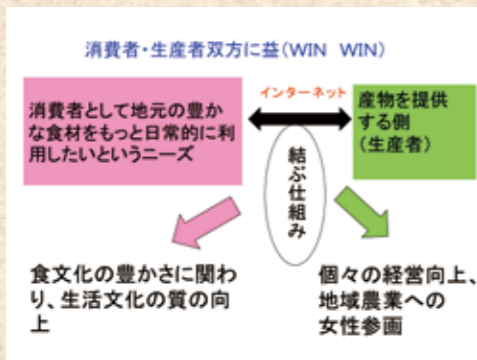 消費者・生産者双方に益（WIN WIN）
インターネット
消費者として地元の豊か
な食材をもっと日常的に利
用したいというニーズ
産物を提供
する側
（生産者）
結ぶ仕組み
食文化の豊かさに関わ
り、生活文化の質の向
上
個々の経営向上、
地域農業への
女性参画